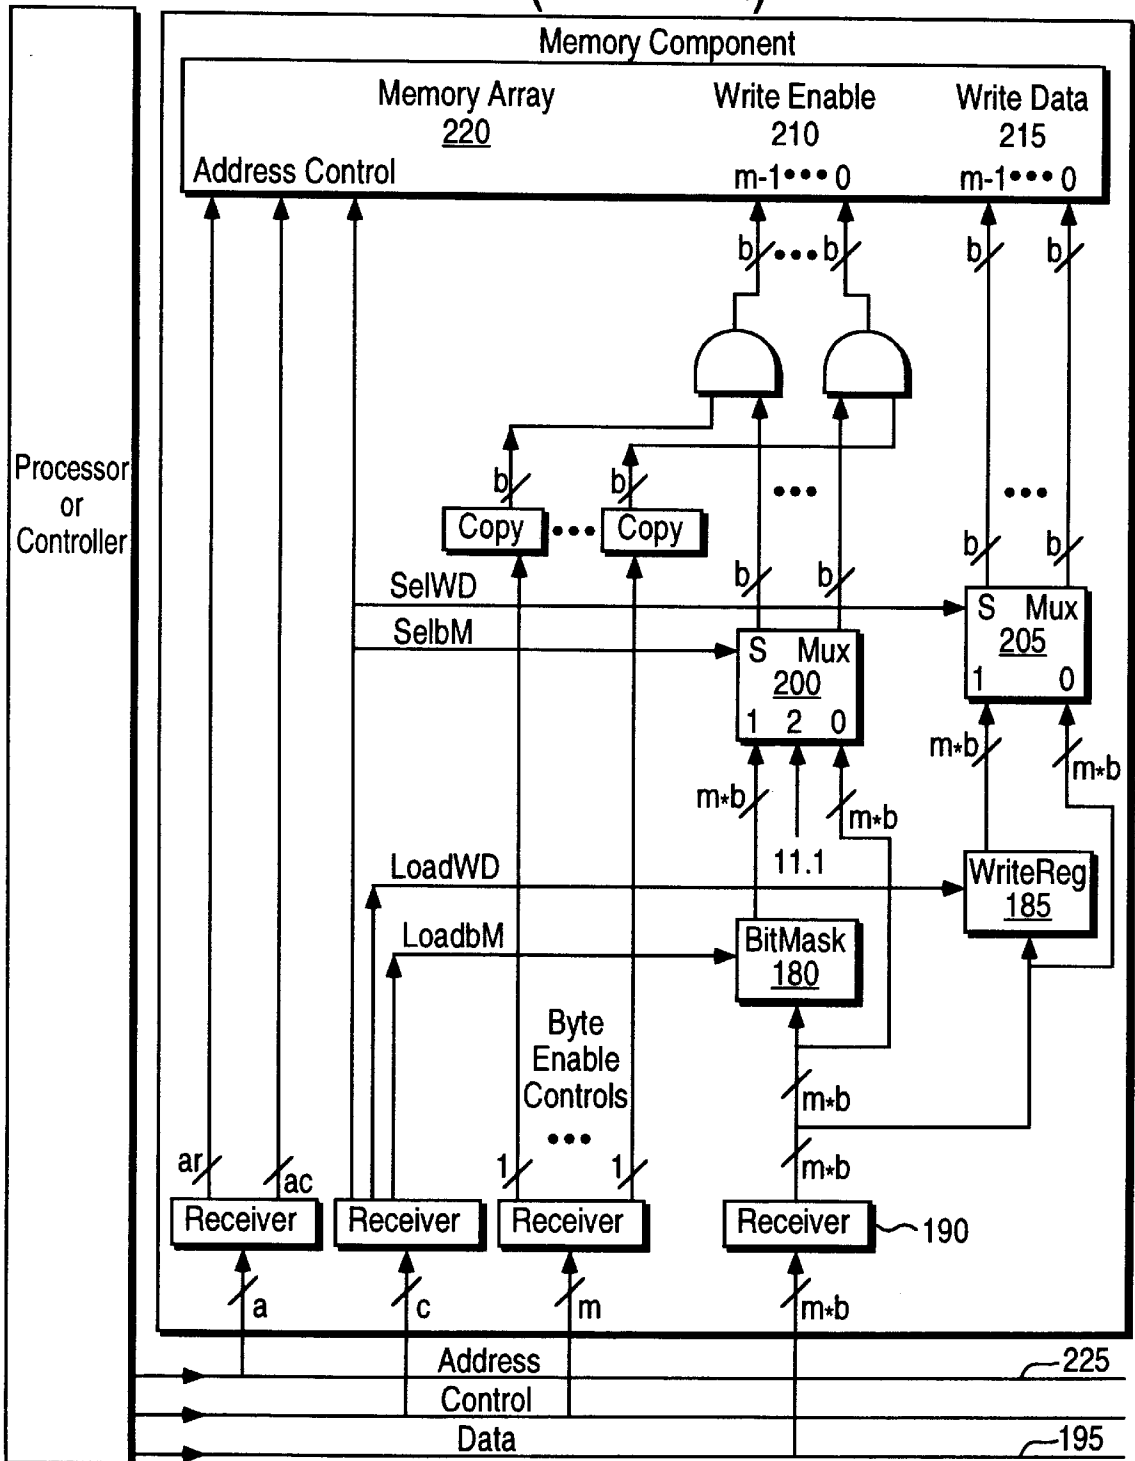 Memory Component
Memory Array
220
Write Enable
210
Write Data
215
Address Control
m-1••• 0
m-1••• 0
b ••• b
b b
Processor
or
Controller
b b
•••
•••
Copy ••• Copy
b b
b b
SelWD
SelbM
S Mux
205
1 0
S Mux
200
1 2 0
m*b
m*b
m*b
m*b
11.1
LoadWD
WriteReg
185
LoadbM
BitMask
180
Byte
Enable
Controls
•••
m*b
ar
ac
1 1
m*b
Receiver
Receiver
Receiver
Receiver
190
a
c
m
m*b
Address
225
Control
Data
195